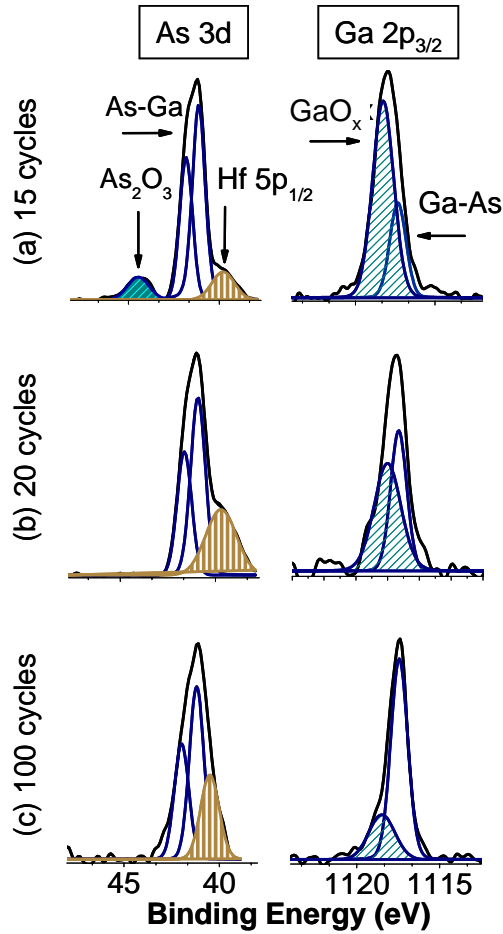 As 3d
Ga 2p3/2
(a) 15 cycles
As-Ga
As2O3
Hf 5p1/2
GaOx
Ga-As
(b) 20 cycles
(c) 100 cycles
45 40 1120 1115
Binding Energy (eV)